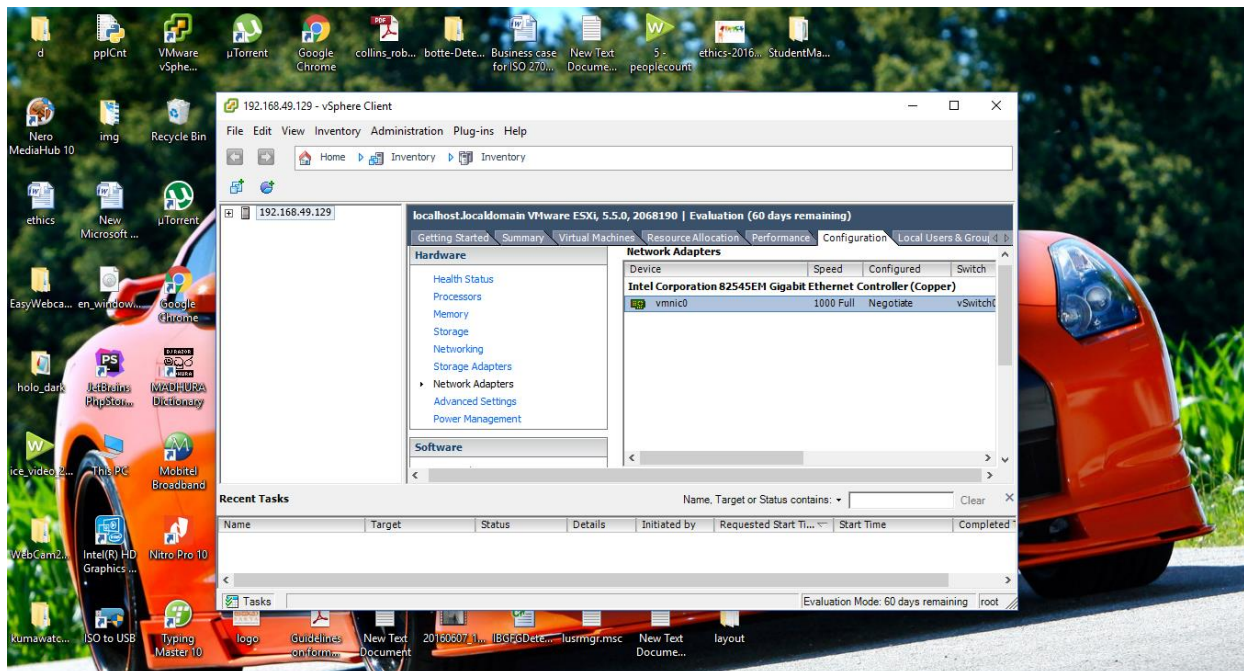 d
pplCnt
VMware vSphe...
µTorrent
Google Chrome
collins_rob...
botte-Dete...
Business case for ISO 270...
New Text Docume...
5 - peoplecount
ethics-2016...
StudentMa...
Nero MediaHub 10
img
Recycle Bin
ethics
New Microsoft ...
µTorrent
EasyWebca...
en_window...
Google Chrome
holo_dark
JetBrains PhpStor...
MADHURA Dictionary
ice_video_2...
This PC
Mobitel Broadband
WebCam2...
Intel(R) HD Graphics ...
Nitro Pro 10
kumawatc...
ISO to USB
Typing Master 10
192.168.49.129 - vSphere Client
File Edit View Inventory Administration Plug-ins Help
Home Inventory Inventory
192.168.49.129
localhost.localdomain VMware ESXi, 5.5.0, 2068190 | Evaluation (60 days remaining)
Getting Started Summary Virtual Machines Resource Allocation Performance Configuration Local Users & Group
Hardware
Health Status
Processors
Memory
Storage
Networking
Storage Adapters
Network Adapters
Advanced Settings
Power Management
Software
Network Adapters
Device Speed Configured Switch
Intel Corporation 82545EM Gigabit Ethernet Controller (Copper)
vmnic0 1000 Full Negotiate vSwitch0
Recent Tasks
Name, Target or Status contains: Clear
Name Target Status Details Initiated by Requested Start Ti... Start Time Completed
Tasks
Evaluation Mode: 60 days remaining root
logo
Guidelines on form...
New Text Document
20160607_1...
IBGFGDete...
lusrmgr.msc
New Text Docume...
layout